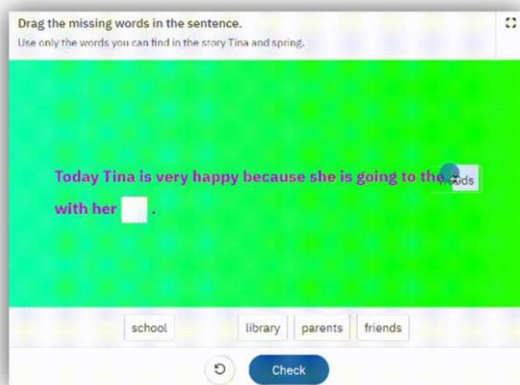 Drag the missing words in the sentence.
Use only the words you can find in the story Tina and spring.
Today Tina is very happy because she is going to the woods
with her .
school library parents friends
Check